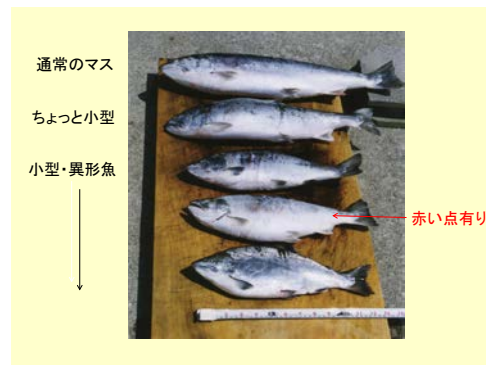 通常のマス
ちょっと小型
小型・異形魚
赤い点有り